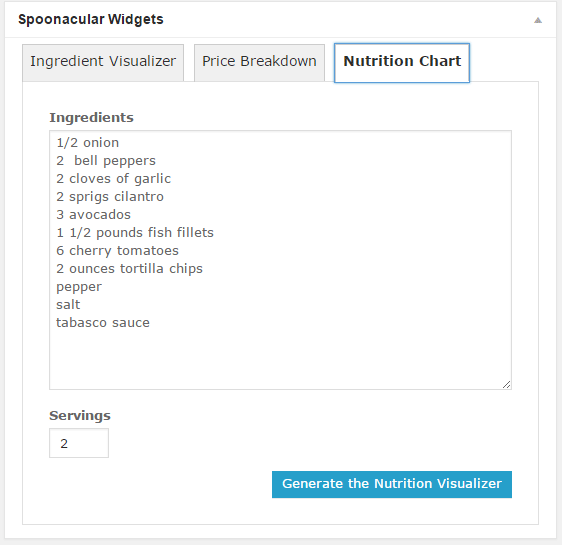 Spoonacular Widgets
Ingredient Visualizer Price Breakdown Nutrition Chart
Ingredients
1/2 onion
2  bell peppers
2 cloves of garlic
2 sprigs cilantro
3 avocados
1 1/2 pounds fish fillets
6 cherry tomatoes
2 ounces tortilla chips
pepper
salt
tabasco sauce
Servings
2
Generate the Nutrition Visualizer